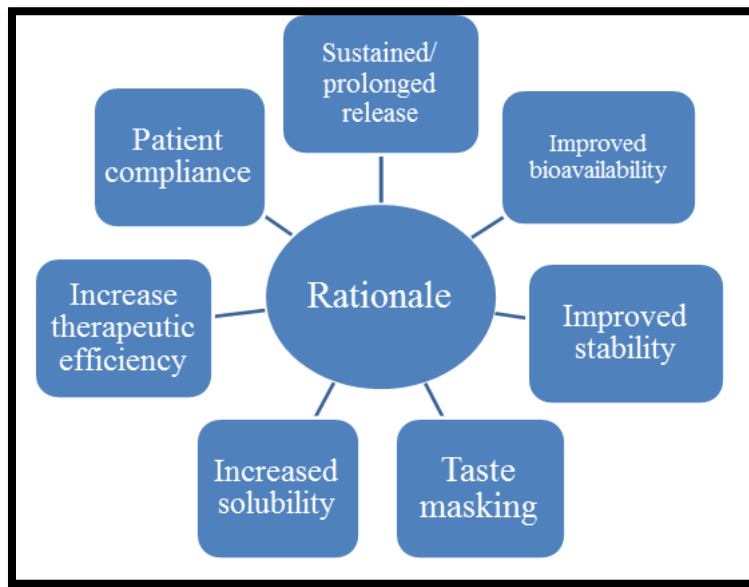 Sustained/
prolonged
release
Improved
bioavailability
Improved
stability
Taste
masking
Increased
solubility
Increase
therapeutic
efficiency
Patient
compliance
Rationale